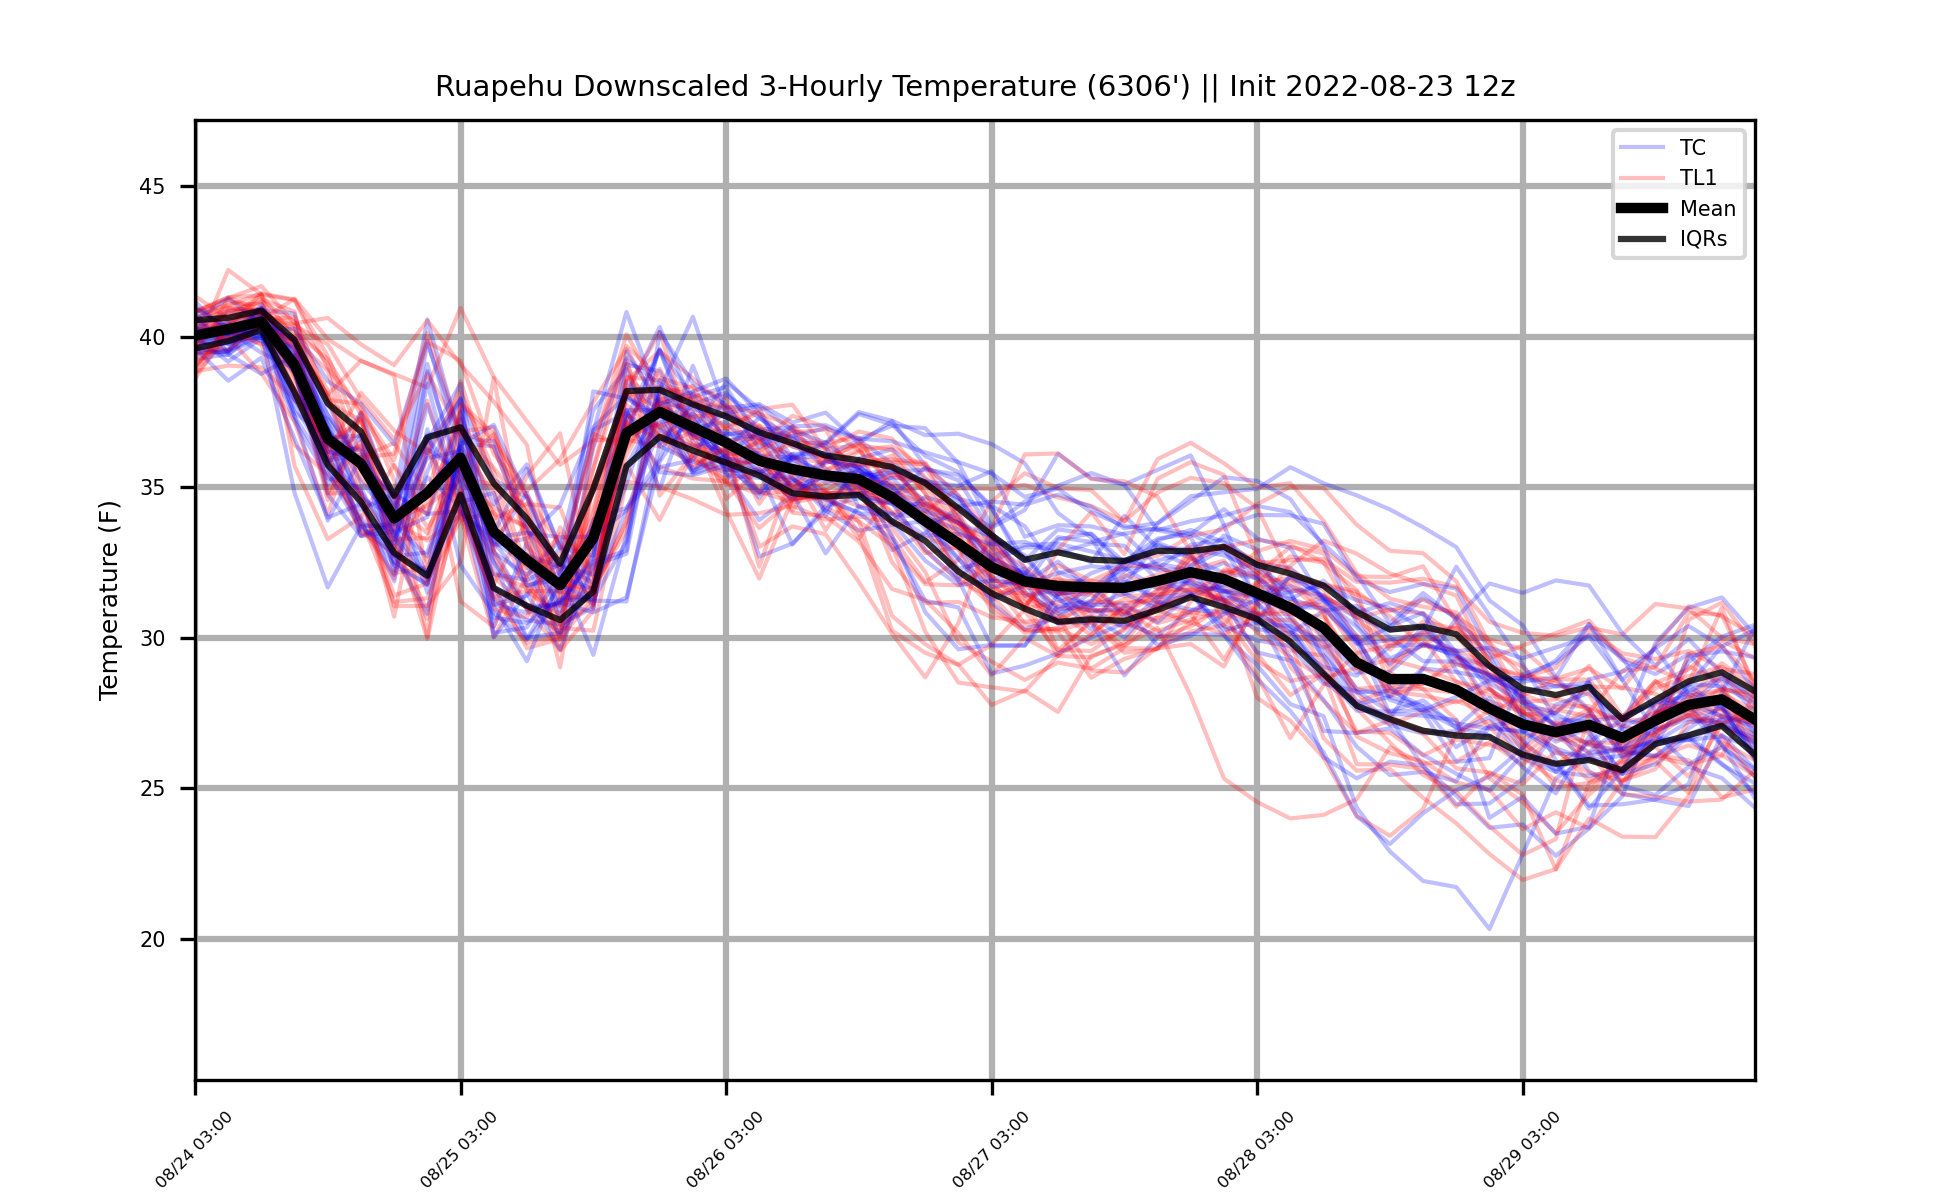 Ruapehu Downscaled 3-Hourly Temperature (6306') || Init 2022-08-23 12z
TC
TL1
Mean
IQRs
Temperature (F)
45
40
35
30
25
20
08/24 03:00
08/25 03:00
08/26 03:00
08/27 03:00
08/28 03:00
08/29 03:00